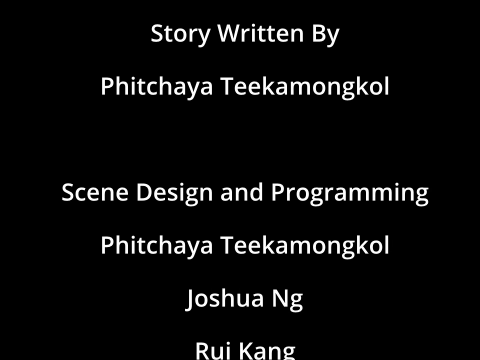 Story Written By
Phitchaya Teekamongkol
Scene Design and Programming
Phitchaya Teekamongkol
Joshua Ng
Rui Kang